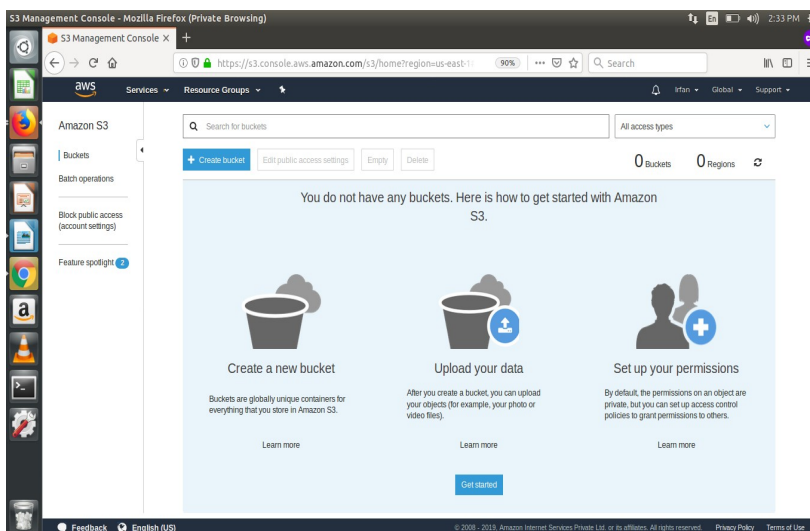 S3 Management Console - Mozilla Firefox (Private Browsing)
En
2:33 PM
S3 Management Console ×
+
https://s3.console.aws.amazon.com/s3/home?region=us-east-1
90%
Search
aws
Services
Resource Groups
Irfan
Global
Support
Amazon S3
Buckets
Batch operations
Block public access
(account settings)
Feature spotlight 2
Search for buckets
All access types
+ Create bucket
Edit public access settings
Empty
Delete
0 Buckets
0 Regions
You do not have any buckets. Here is how to get started with Amazon
S3.
Create a new bucket
Buckets are globally unique containers for
everything that you store in Amazon S3.
Learn more
Upload your data
After you create a bucket, you can upload
your objects (for example, your photo or
video files).
Learn more
Set up your permissions
By default, the permissions on an object are
private, but you can set up access control
policies to grant permissions to others.
Learn more
Get started
Feedback
English (US)
© 2008 - 2019, Amazon Internet Services Private Ltd. or its affiliates. All rights reserved.
Privacy Policy
Terms of Use